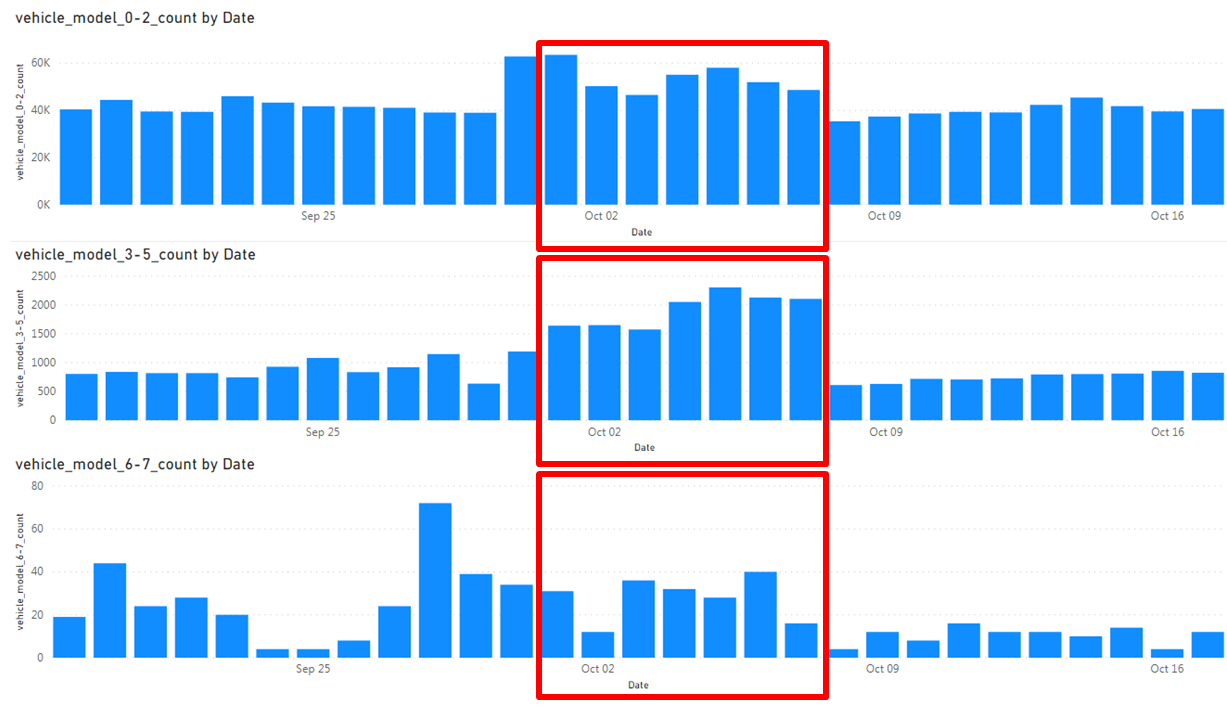 vehicle_model_0-2_count by Date
vehicle_model_0-2_count
60K
40K
20K
0K
Sep 25
Oct 02
Oct 09
Oct 16
Date
vehicle_model_3-5_count by Date
vehicle_model_3-5_count
2500
2000
1500
1000
500
0
Sep 25
Oct 02
Oct 09
Oct 16
Date
vehicle_model_6-7_count by Date
vehicle_model_6-7_count
80
60
40
20
0
Sep 25
Oct 02
Oct 09
Oct 16
Date